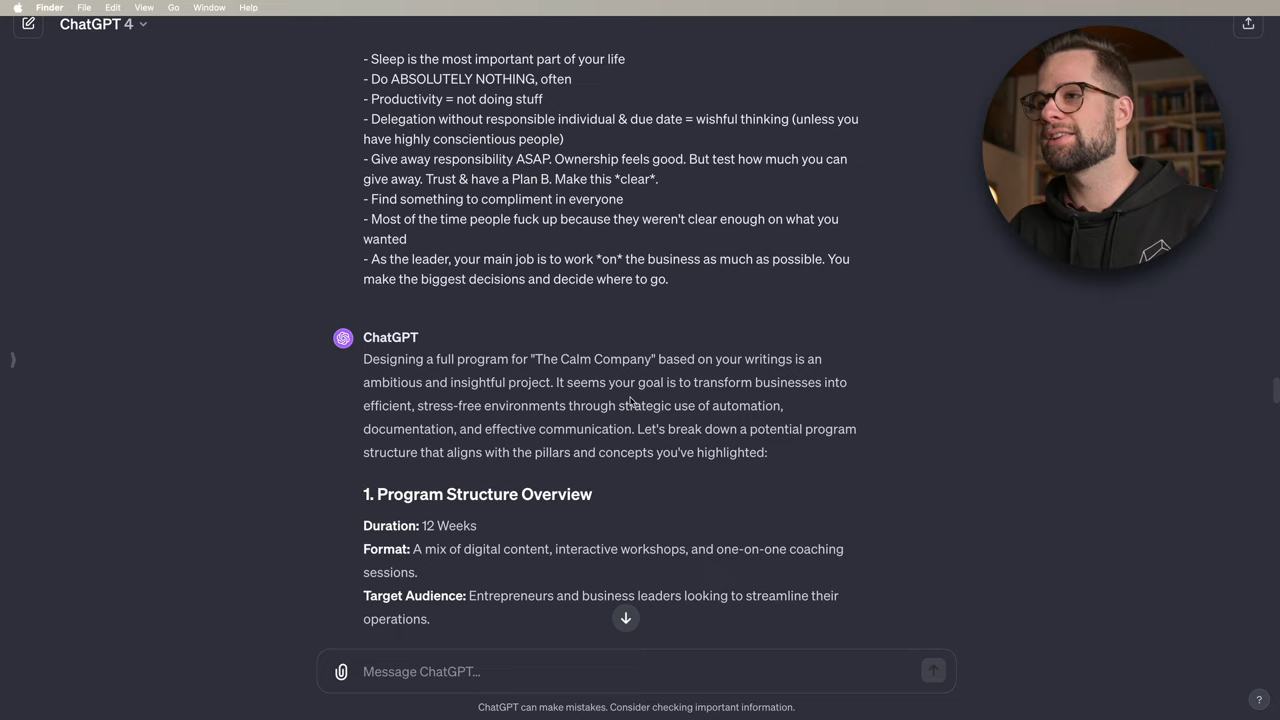 Finder File Edit View Go Window Help
ChatGPT 4
- Sleep is the most important part of your life
- Do ABSOLUTELY NOTHING, often
- Productivity = not doing stuff
- Delegation without responsible individual & due date = wishful thinking (unless you
have highly conscientious people)
- Give away responsibility ASAP. Ownership feels good. But test how much you can
give away. Trust & have a Plan B. Make this *clear*.
- Find something to compliment in everyone
- Most of the time people fuck up because they weren't clear enough on what you
wanted
- As the leader, your main job is to work *on* the business as much as possible. You
make the biggest decisions and decide where to go.
ChatGPT
Designing a full program for "The Calm Company" based on your writings is an
ambitious and insightful project. It seems your goal is to transform businesses into
efficient, stress-free environments through strategic use of automation,
documentation, and effective communication. Let's break down a potential program
structure that aligns with the pillars and concepts you've highlighted:
1. Program Structure Overview
Duration: 12 Weeks
Format: A mix of digital content, interactive workshops, and one-on-one coaching
sessions.
Target Audience: Entrepreneurs and business leaders looking to streamline their
operations.
Message ChatGPT...
ChatGPT can make mistakes. Consider checking important information.
?